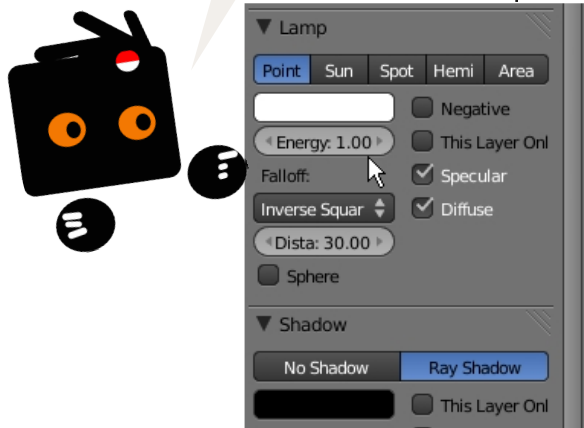 Lamp
Point Sun Spot Hemi Area
Negative
Energy: 1.00 This Layer Onl
Falloff: Specular
Inverse Squar Diffuse
Dista: 30.00
Sphere
Shadow
No Shadow Ray Shadow
This Layer Onl